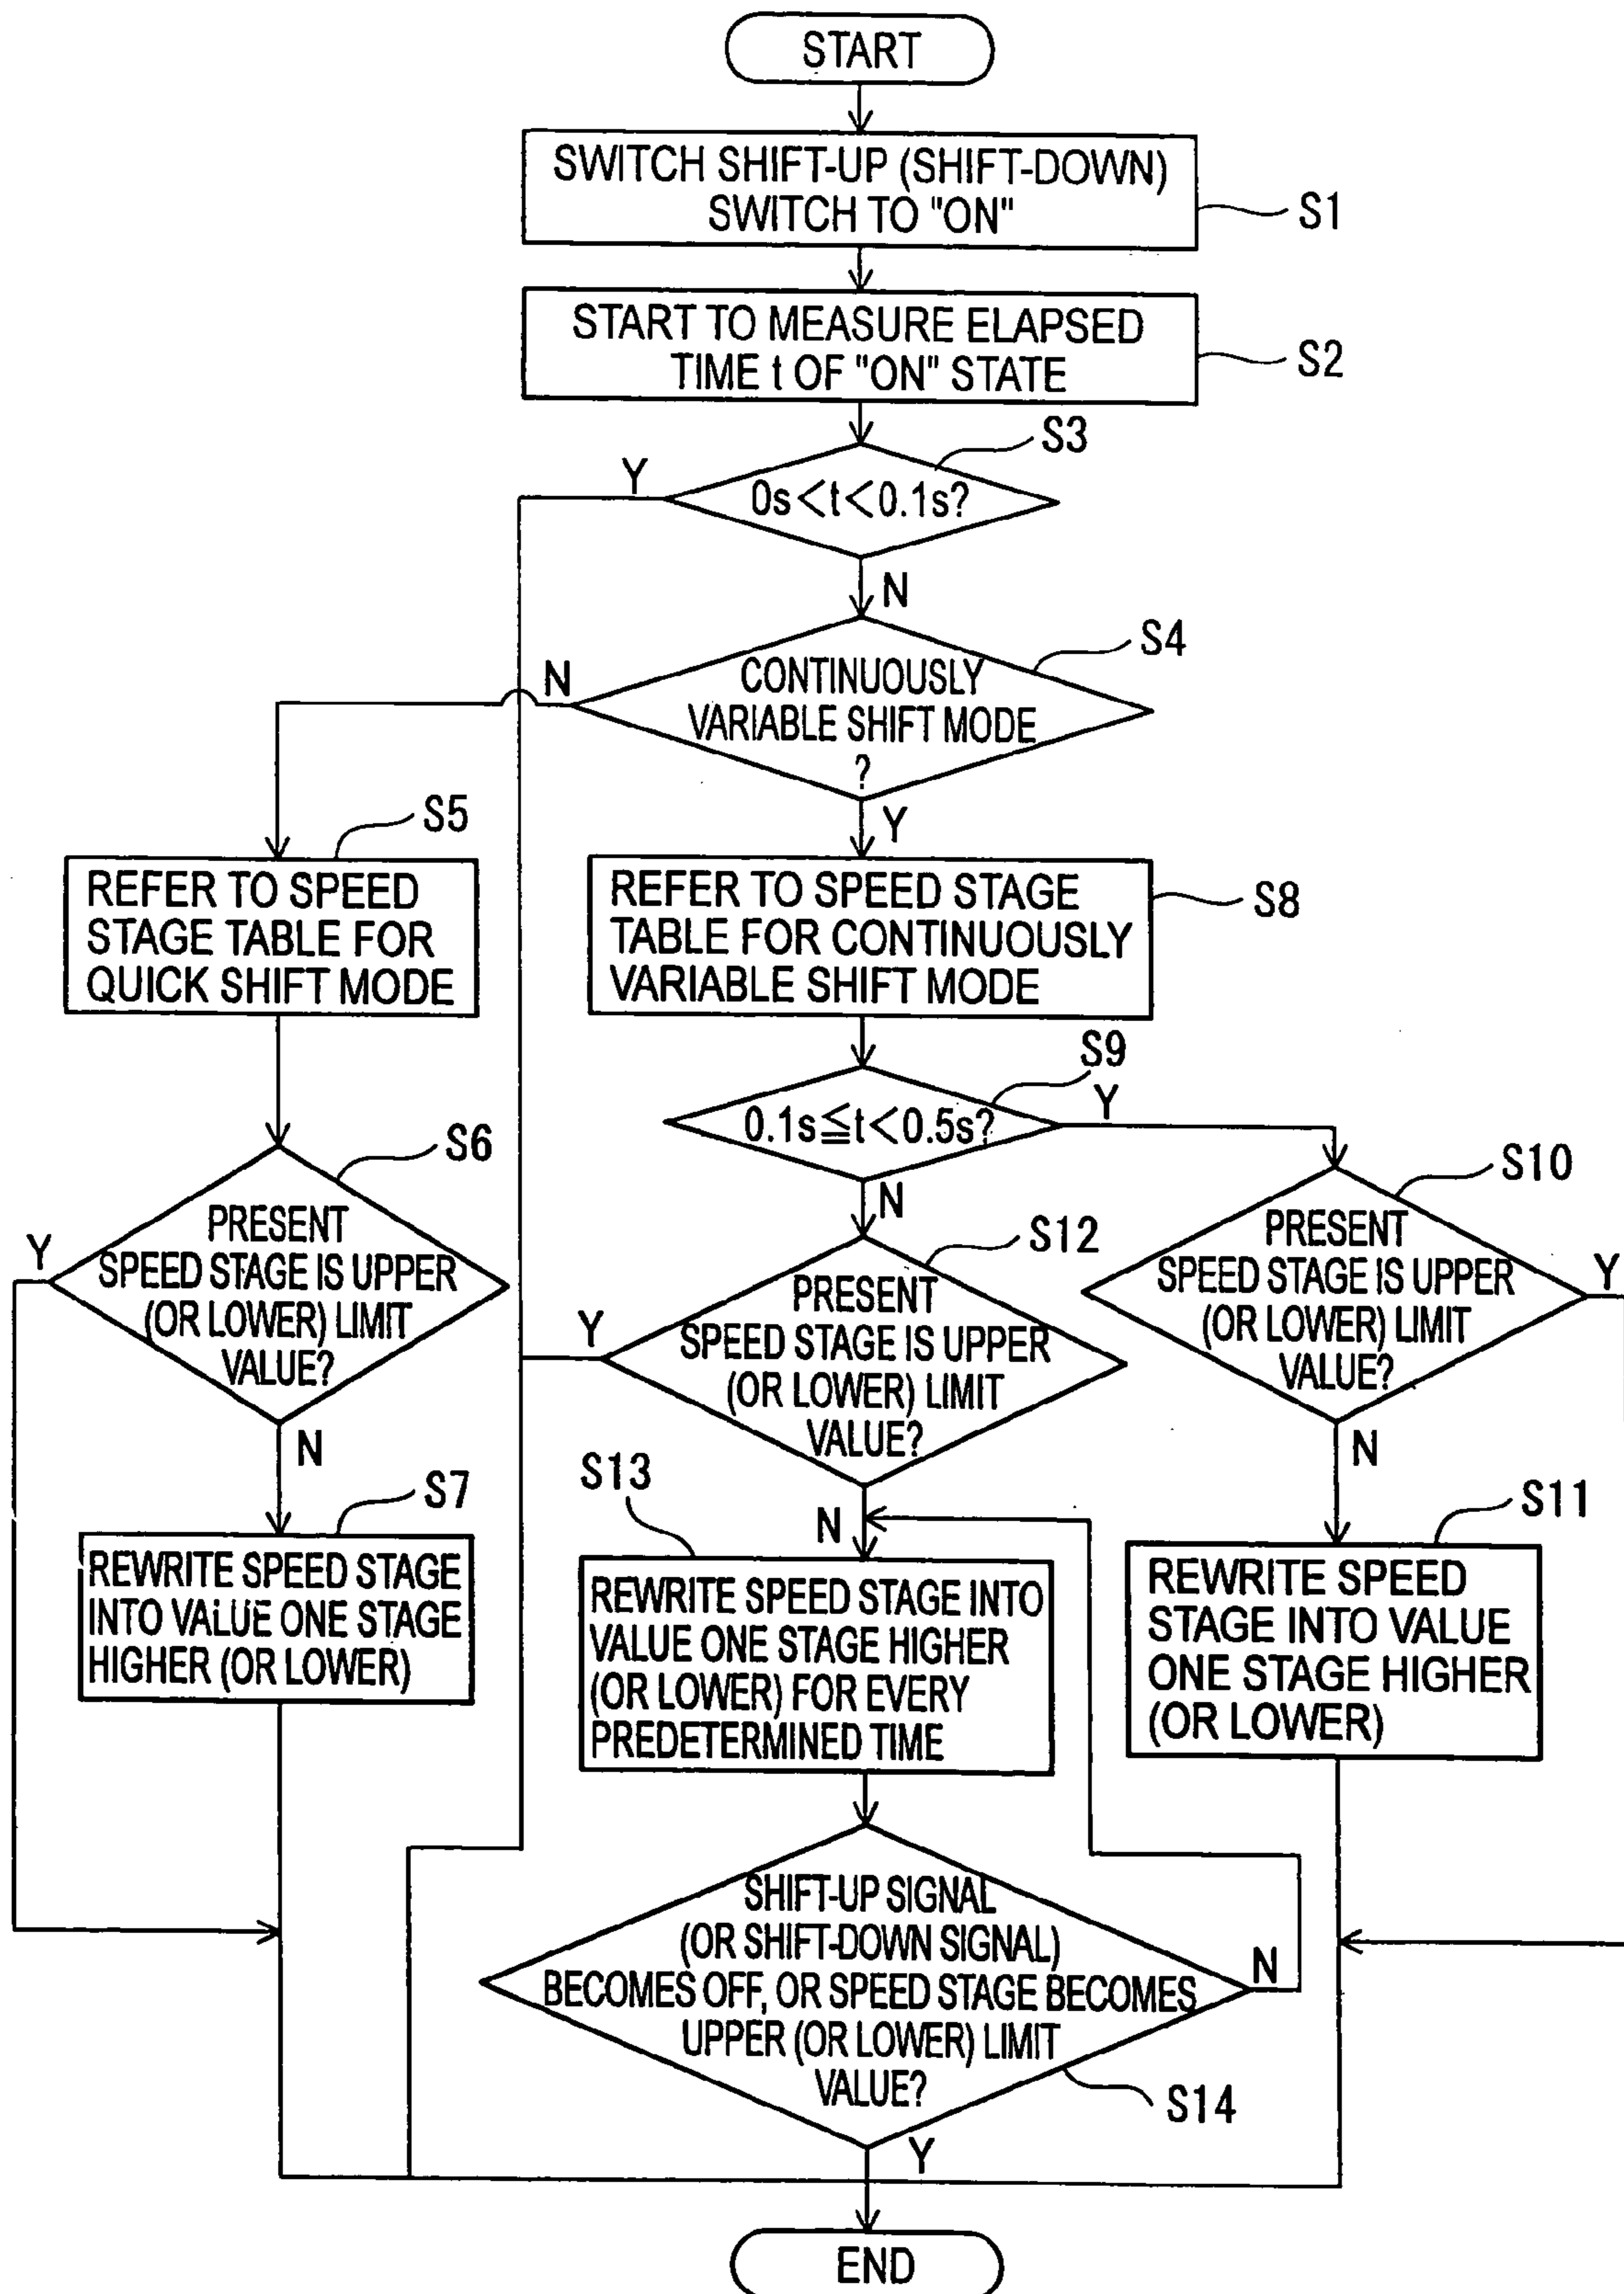 START
SWITCH SHIFT-UP (SHIFT-DOWN)
SWITCH TO "ON"
S1
START TO MEASURE ELAPSED
TIME t OF "ON" STATE
S2
S3
Y
0s<t<0.1s?
N
S4
N
CONTINUOUSLY
VARIABLE SHIFT MODE
?
Y
S5
REFER TO SPEED
STAGE TABLE FOR
QUICK SHIFT MODE
REFER TO SPEED STAGE
TABLE FOR CONTINUOUSLY
VARIABLE SHIFT MODE
S8
S9
0.1s≦t<0.5s?
Y
N
S6
Y
PRESENT
SPEED STAGE IS UPPER
(OR LOWER) LIMIT
VALUE?
N
S12
Y
PRESENT
SPEED STAGE IS UPPER
(OR LOWER) LIMIT
VALUE?
N
S10
PRESENT
SPEED STAGE IS UPPER
(OR LOWER) LIMIT
VALUE?
Y
N
S7
REWRITE SPEED STAGE
INTO VALUE ONE STAGE
HIGHER (OR LOWER)
S13
REWRITE SPEED STAGE INTO
VALUE ONE STAGE HIGHER
(OR LOWER) FOR EVERY
PREDETERMINED TIME
S11
REWRITE SPEED
STAGE INTO VALUE
ONE STAGE HIGHER
(OR LOWER)
SHIFT-UP SIGNAL
(OR SHIFT-DOWN SIGNAL)
BECOMES OFF, OR SPEED STAGE BECOMES
UPPER (OR LOWER) LIMIT
VALUE?
N
S14
Y
END